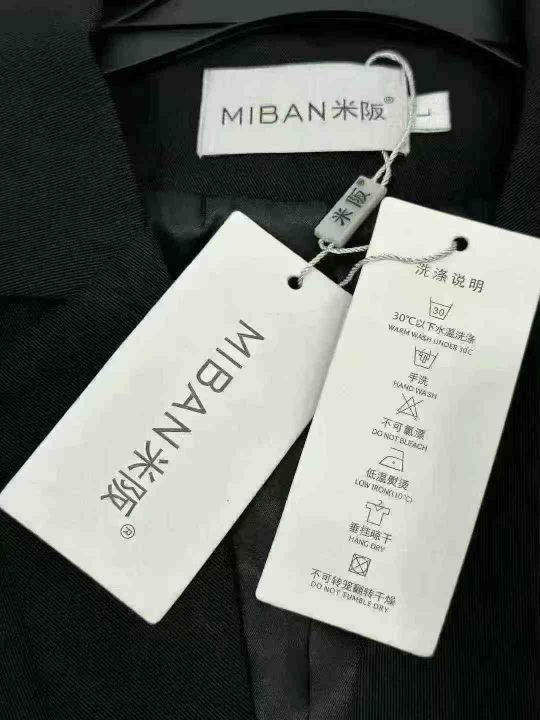 MIBAN米阪®
L
米阪®
MIBAN米阪®
洗涤说明
30
30℃以下水温洗涤
WARM WASH UNDER 30C
手洗
HAND WASH
不可氯漂
DO NOT BLEACH
低温熨烫
LOW IRON(110℃)
垂挂晾干
HANG DRY
不可转笼翻转干燥
DO NOT TUMBLE DRY